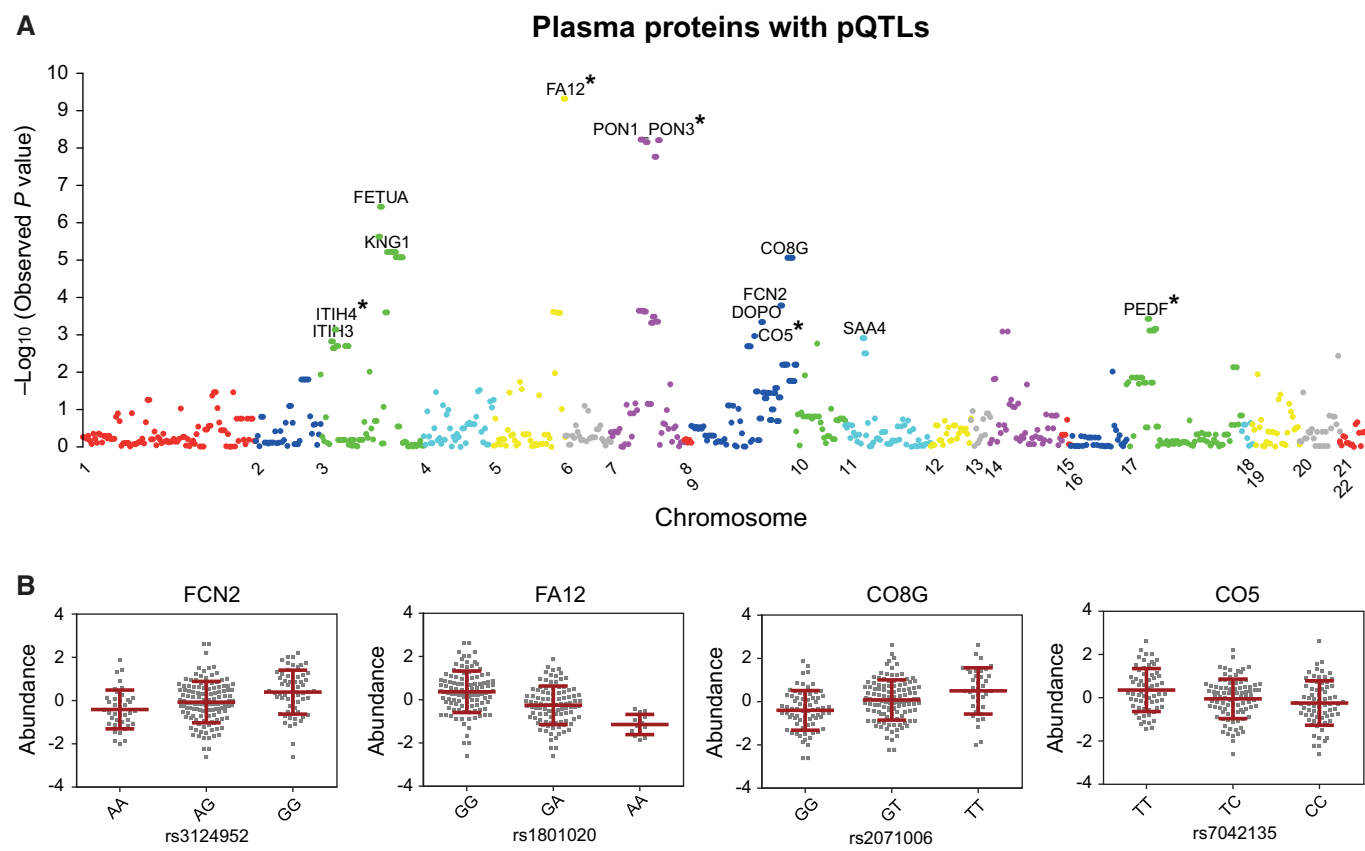 A
Plasma proteins with pQTLs
–Log10 (Observed P value)
10
9
8
7
6
5
4
3
2
1
0
FA12*
PON1_PON3*
FETUA
KNG1
ITIH4*
ITIH3
CO8G
FCN2
DOPO
CO5*
SAA4
PEDF*
1 2 3 4 5 6 7 8 9 10 11 12 13 14 15 16 17 18 19 20 21 22
Chromosome
B
FCN2
Abundance
4
2
0
-2
-4
AA AG GG
rs3124952
FA12
Abundance
4
2
0
-2
-4
GG GA AA
rs1801020
CO8G
Abundance
4
2
0
-2
-4
GG GT TT
rs2071006
CO5
Abundance
4
2
0
-2
-4
TT TC CC
rs7042135